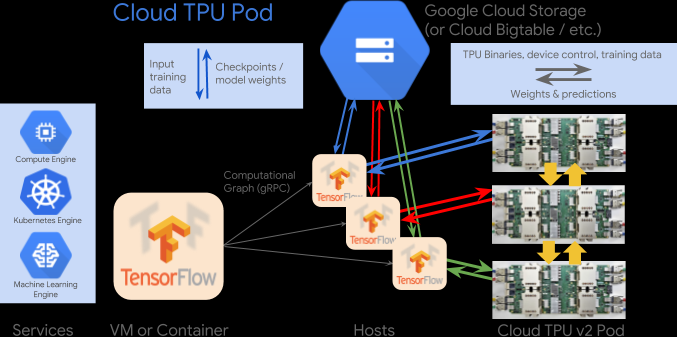 Cloud TPU Pod
Google Cloud Storage
(or Cloud Bigtable / etc.)
Input
training
data
Checkpoints /
model weights
TPU Binaries, device control, training data
Weights & predictions
Compute Engine
Kubernetes Engine
Machine Learning
Engine
Computational
Graph (gRPC)
TensorFlow
TensorFlow
TensorFlow
TensorFlow
Services
VM or Container
Hosts
Cloud TPU v2 Pod